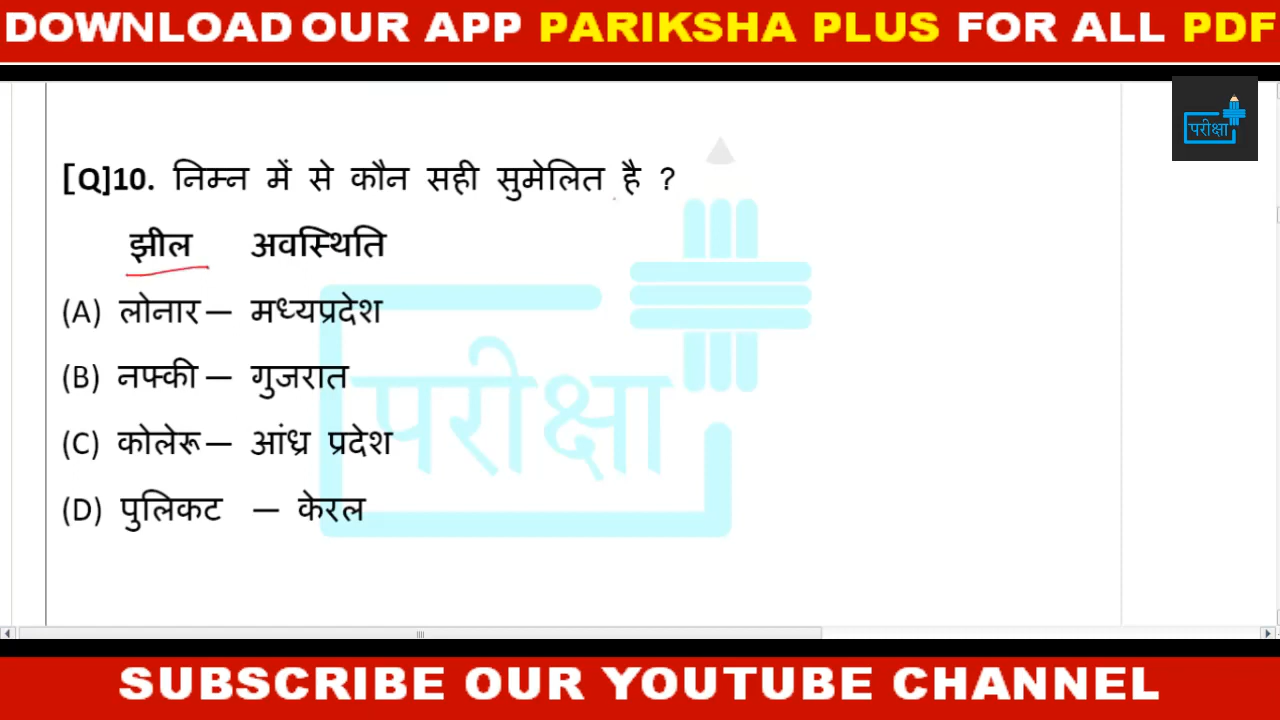 DOWNLOAD OUR APP PARIKSHA PLUS FOR ALL PDF
परीक्षा
[Q]10. निम्न में से कौन सही सुमेलित है ?
झील अवस्थिति
(A) लोनार — मध्यप्रदेश
(B) नफ्की — गुजरात
(C) कोलेरू — आंध्र प्रदेश
(D) पुलिकट — केरल
परीक्षा
SUBSCRIBE OUR YOUTUBE CHANNEL